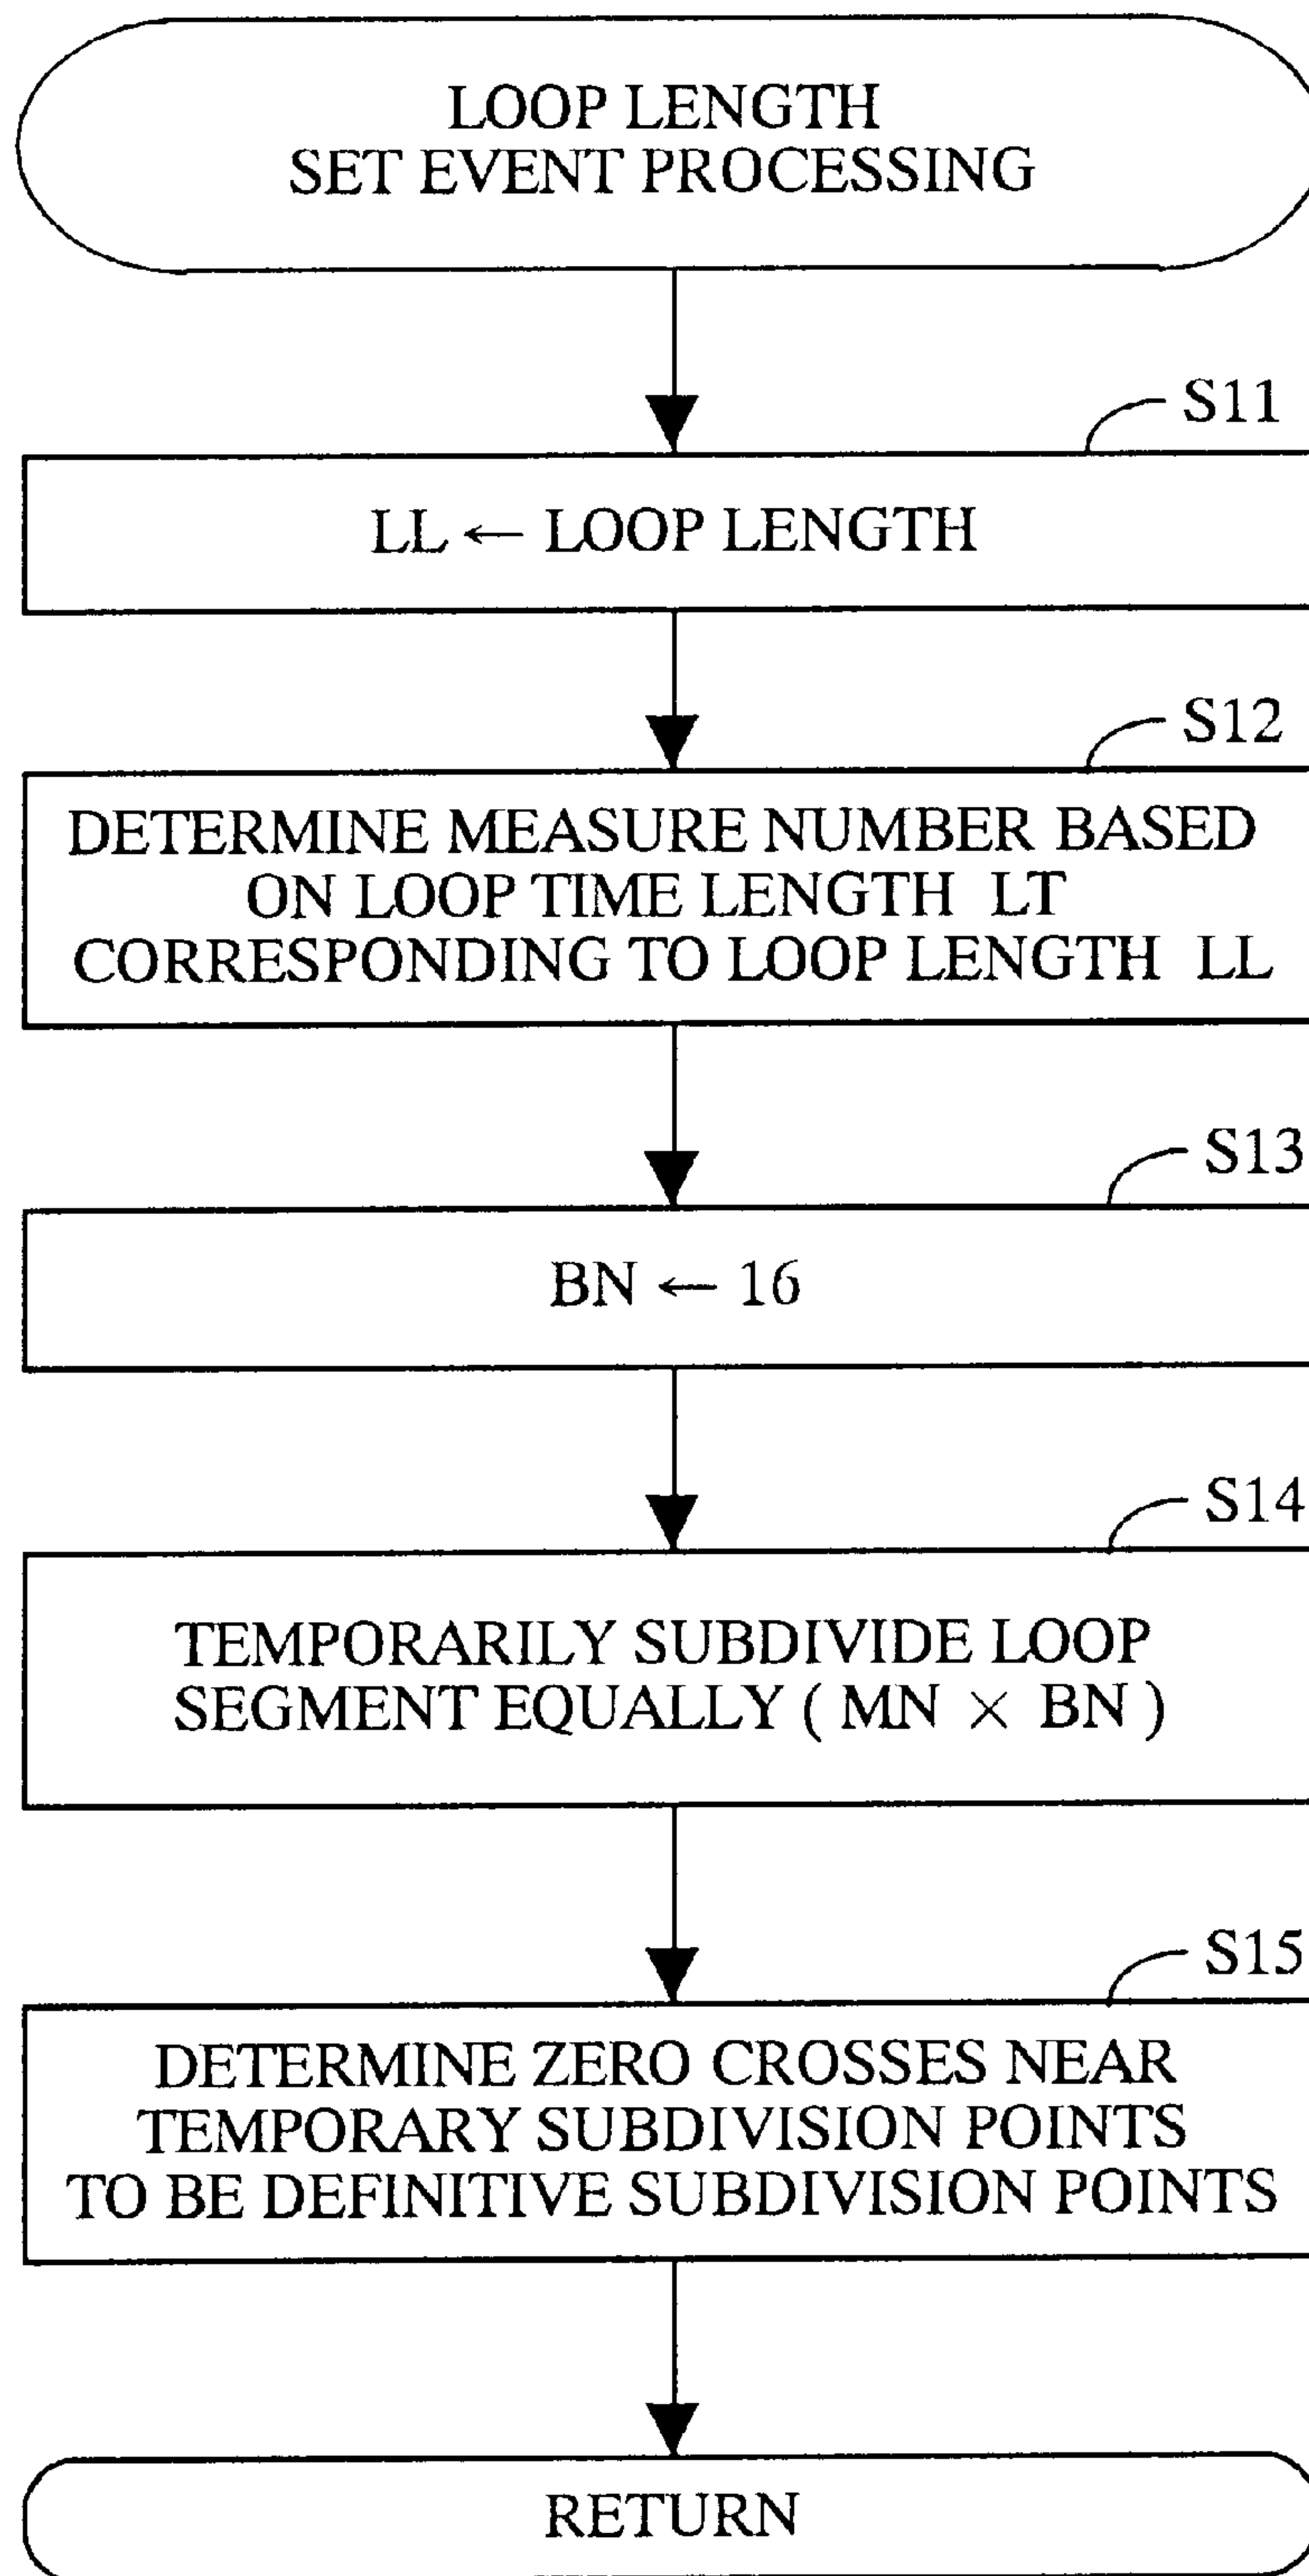 LOOP LENGTH
SET EVENT PROCESSING
S11
LL ← LOOP LENGTH
S12
DETERMINE MEASURE NUMBER BASED
ON LOOP TIME LENGTH LT
CORRESPONDING TO LOOP LENGTH LL
S13
BN ← 16
S14
TEMPORARILY SUBDIVIDE LOOP
SEGMENT EQUALLY ( MN × BN )
S15
DETERMINE ZERO CROSSES NEAR
TEMPORARY SUBDIVISION POINTS
TO BE DEFINITIVE SUBDIVISION POINTS
RETURN